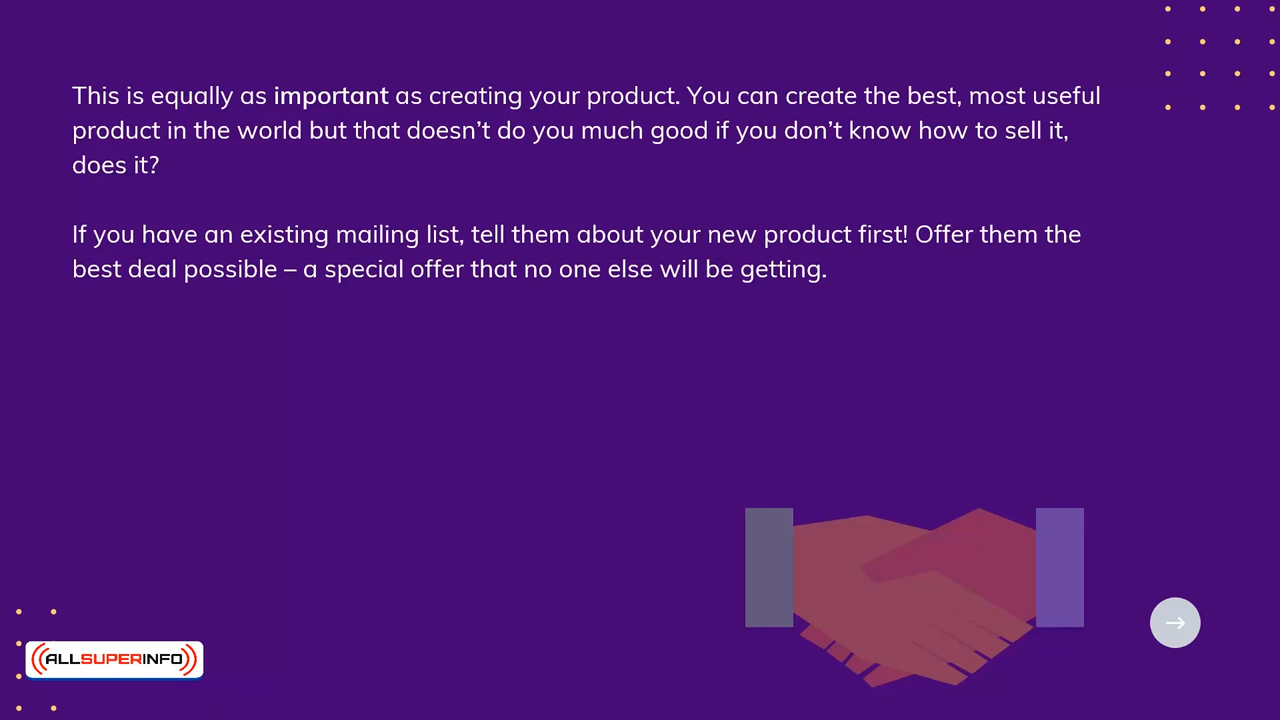 This is equally as important as creating your product. You can create the best, most useful
product in the world but that doesn’t do you much good if you don’t know how to sell it,
does it?
If you have an existing mailing list, tell them about your new product first! Offer them the
best deal possible – a special offer that no one else will be getting.
ALLSUPERINFO